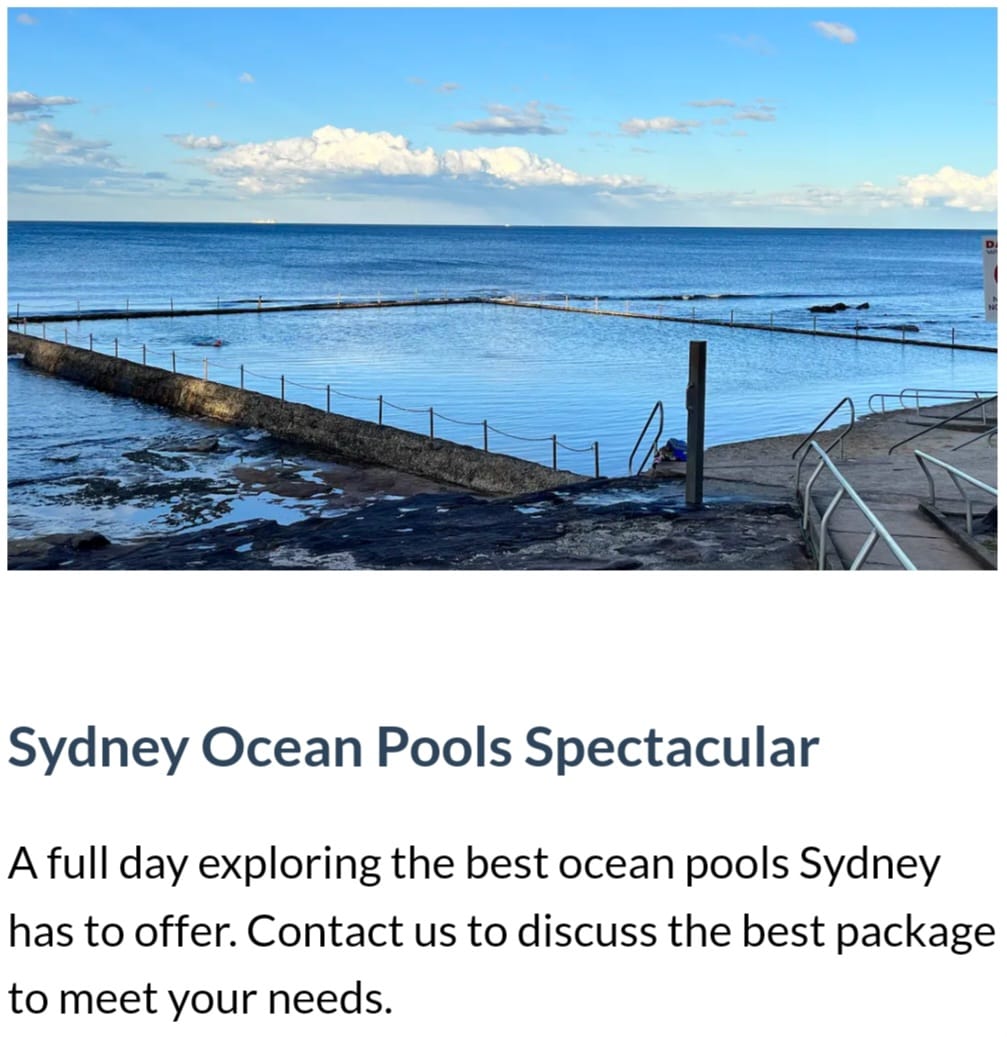 Sydney Ocean Pools Spectacular
A full day exploring the best ocean pools Sydney
has to offer. Contact us to discuss the best package
to meet your needs.